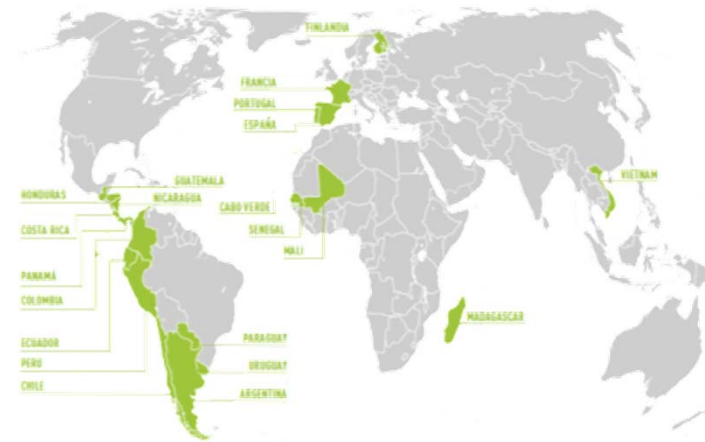 FINLANDIA
FRANCIA
PORTUGAL
ESPAÑA
GUATEMALA
HONDURAS
NICARAGUA
CABO VERDE
COSTA RICA
SENEGAL
MALI
VIETNAM
PANAMÁ
COLOMBIA
MADAGASCAR
ECUADOR
PARAGUAY
PERU
URUGUAY
CHILE
ARGENTINA